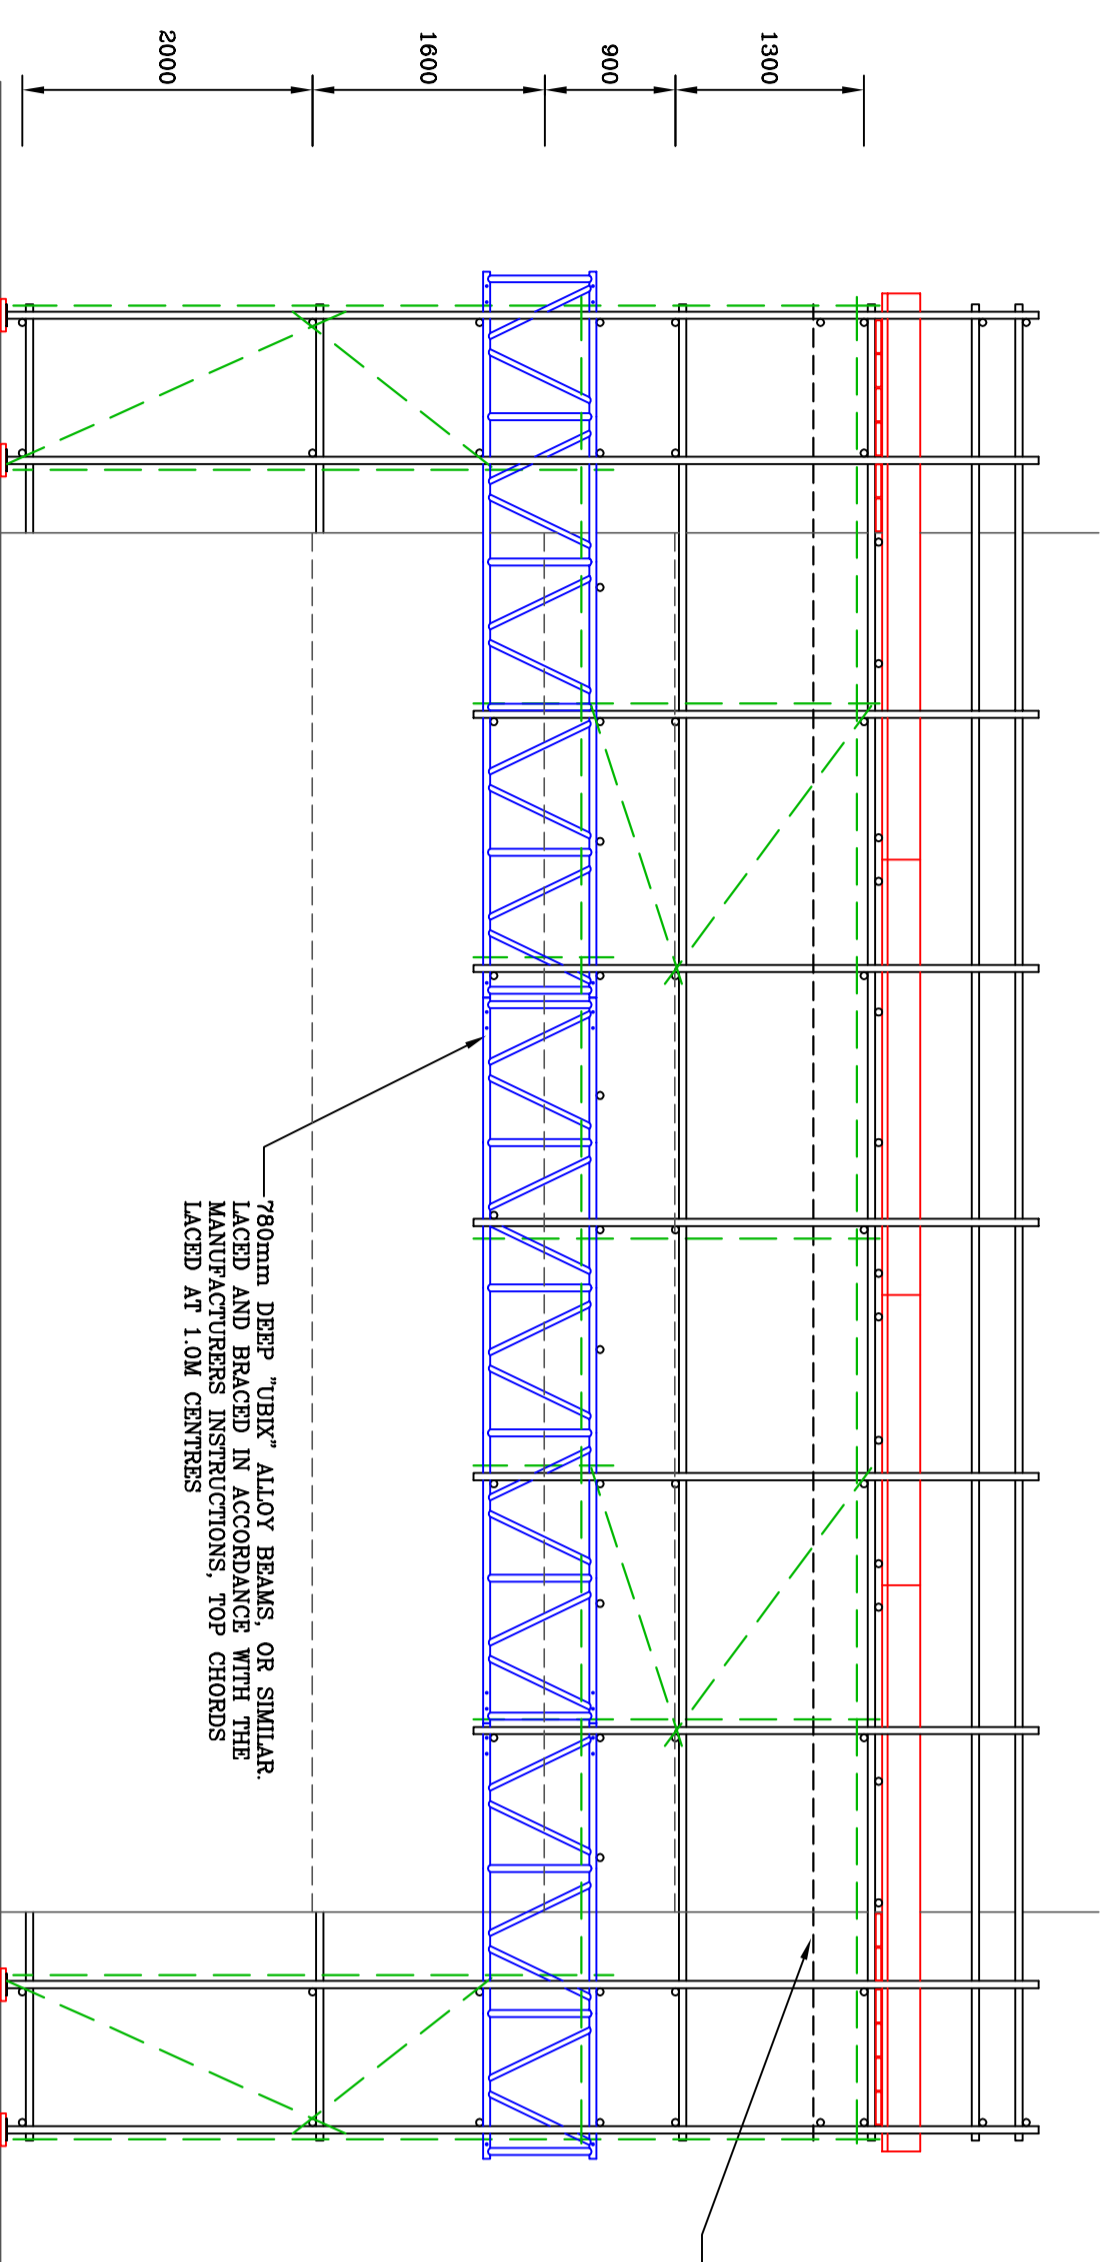 2000
1600
900
1300
780mm DEEP "UBIX" ALLOY BEAMS, OR SIMILAR.
LACED AND BRACED IN ACCORDANCE WITH THE
MANUFACTURERS INSTRUCTIONS, TOP CHORDS
LACED AT 1.0M CENTRES